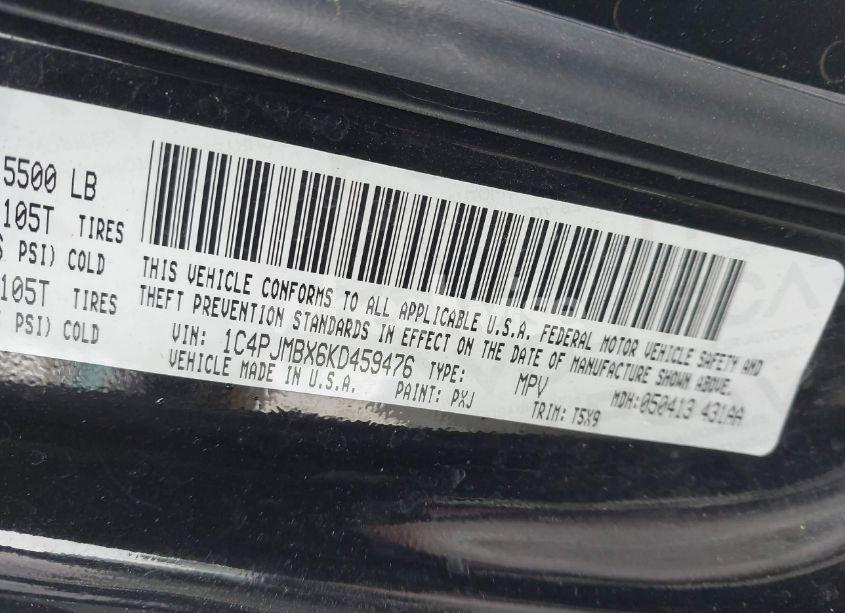 5500 LB
105T TIRES
PSI) COLD
105T TIRES
PSI) COLD
THIS VEHICLE CONFORMS TO ALL APPLICABLE U.S.A. FEDERAL MOTOR VEHICLE SAFETY AND
THEFT PREVENTION STANDARDS IN EFFECT ON THE DATE OF MANUFACTURE SHOWN ABOVE.
VIN: 1C4PJMBX6KD459476 TYPE: MPV MDH:050413 431AA
VEHICLE MADE IN U.S.A. PAINT: PXJ TRIM: T5X9